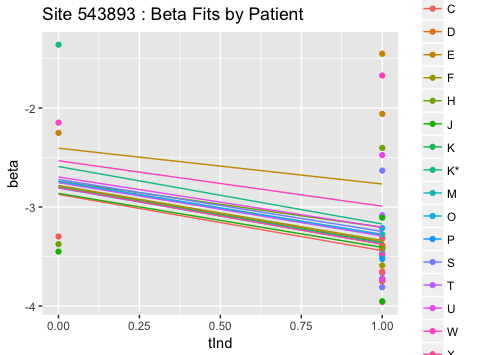 Site 543893 : Beta Fits by Patient
beta
-2
-3
-4
0.00 0.25 0.50 0.75 1.00
tInd
C
D
E
F
H
J
K
K*
M
O
P
S
T
U
W